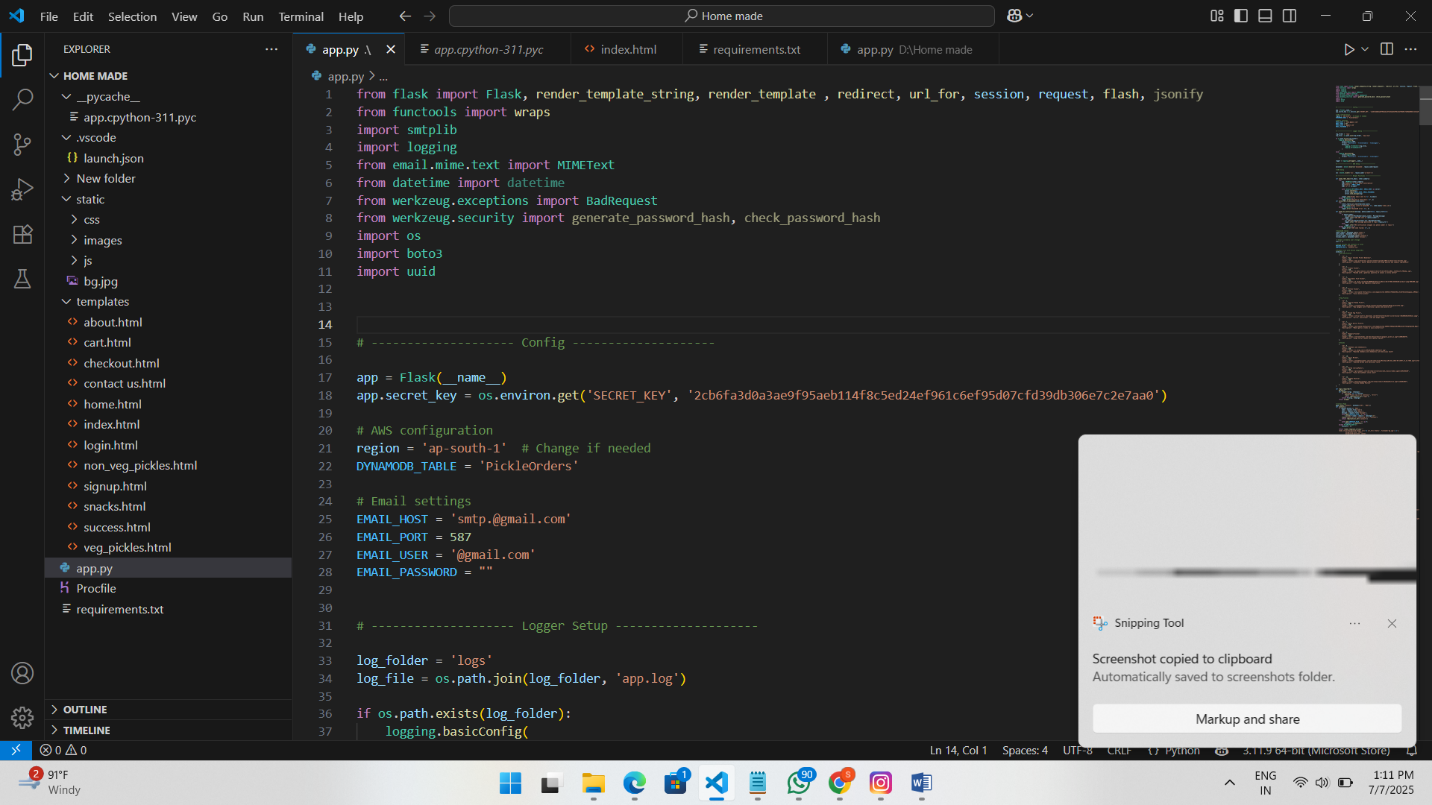 File Edit Selection View Go Run Terminal Help
Home made
EXPLORER
HOME MADE
__pycache__
app.cpython-311.pyc
.vscode
launch.json
New folder
static
css
images
js
bg.jpg
templates
about.html
cart.html
checkout.html
contact us.html
home.html
index.html
login.html
non_veg_pickles.html
signup.html
snacks.html
success.html
veg_pickles.html
app.py
Procfile
requirements.txt
OUTLINE
TIMELINE
app.py .\ app.cpython-311.pyc index.html requirements.txt app.py D:\Home made
app.py > ...
1 from flask import Flask, render_template_string, render_template , redirect, url_for, session, request, flash, jsonify
2 from functools import wraps
3 import smtplib
4 import logging
5 from email.mime.text import MIMEText
6 from datetime import datetime
7 from werkzeug.exceptions import BadRequest
8 from werkzeug.security import generate_password_hash, check_password_hash
9 import os
10 import boto3
11 import uuid
12
13
14
15 # -------------------- Config --------------------
16
17 app = Flask(__name__)
18 app.secret_key = os.environ.get('SECRET_KEY', '2cb6fa3d0a3ae9f95aeb114f8c5ed24ef961c6ef95d07cfd39db306e7c2e7aa0')
19
20 # AWS configuration
21 region = 'ap-south-1' # Change if needed
22 DYNAMODB_TABLE = 'PickleOrders'
23
24 # Email settings
25 EMAIL_HOST = 'smtp.@gmail.com'
26 EMAIL_PORT = 587
27 EMAIL_USER = '@gmail.com'
28 EMAIL_PASSWORD = ""
29
30
31 # -------------------- Logger Setup --------------------
32
33 log_folder = 'logs'
34 log_file = os.path.join(log_folder, 'app.log')
35
36 if os.path.exists(log_folder):
37 logging.basicConfig(
Snipping Tool
Screenshot copied to clipboard
Automatically saved to screenshots folder.
Markup and share
0 0
Ln 14, Col 1 Spaces: 4 UTF-8 CRLF Python 3.11.9 64-bit (Microsoft Store)
2
91°F
Windy
1
90
S
ENG
IN
1:11 PM
7/7/2025